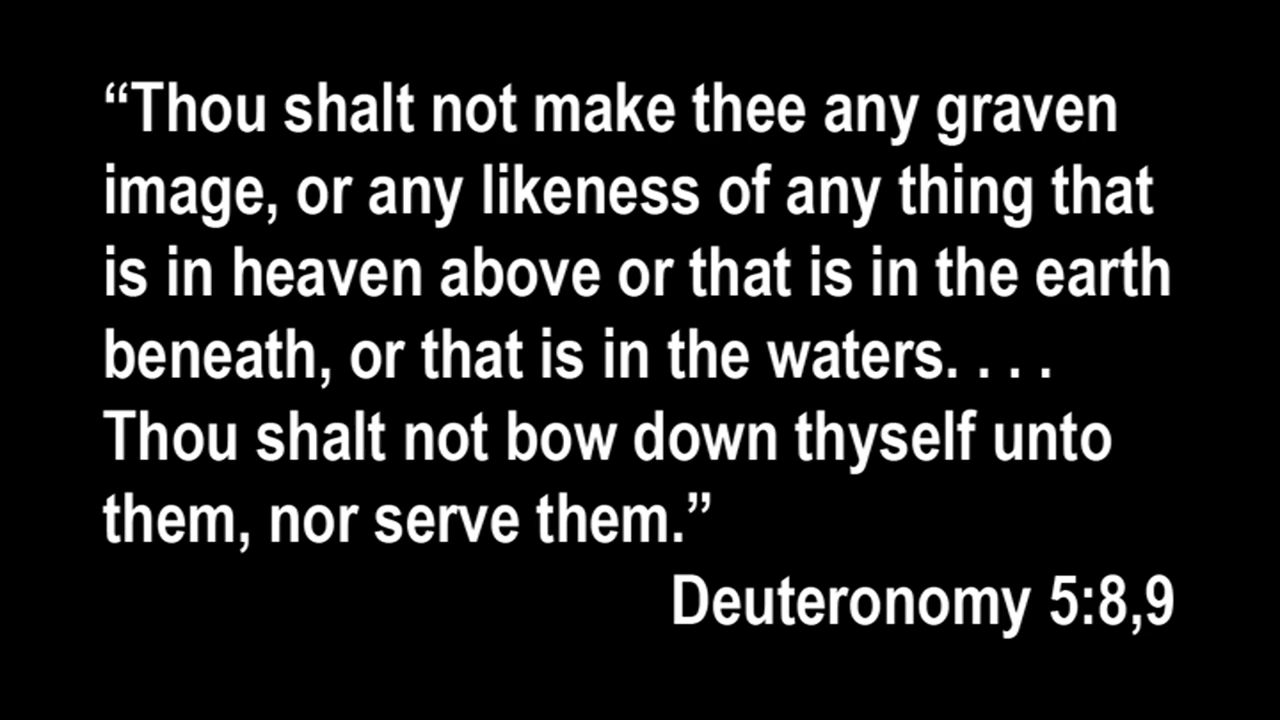 “Thou shalt not make thee any graven
image, or any likeness of any thing that
is in heaven above or that is in the earth
beneath, or that is in the waters. . . .
Thou shalt not bow down thyself unto
them, nor serve them.”
Deuteronomy 5:8,9